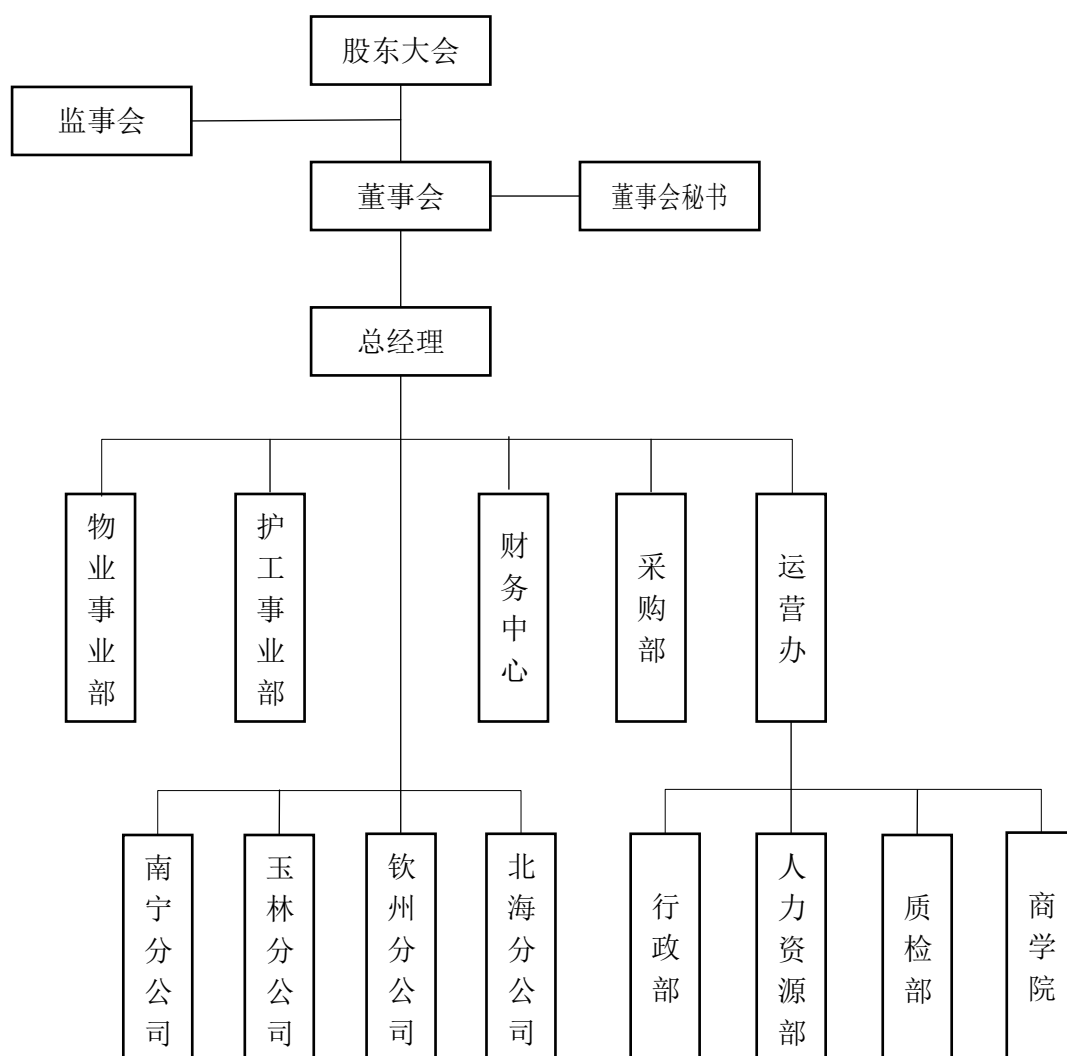 股东大会
监事会
董事会
董事会秘书
总经理
物业事业部
护工事业部
财务中心
采购部
运营办
南宁分公司
玉林分公司
钦州分公司
北海分公司
行政部
人力资源部
质检部
商学院